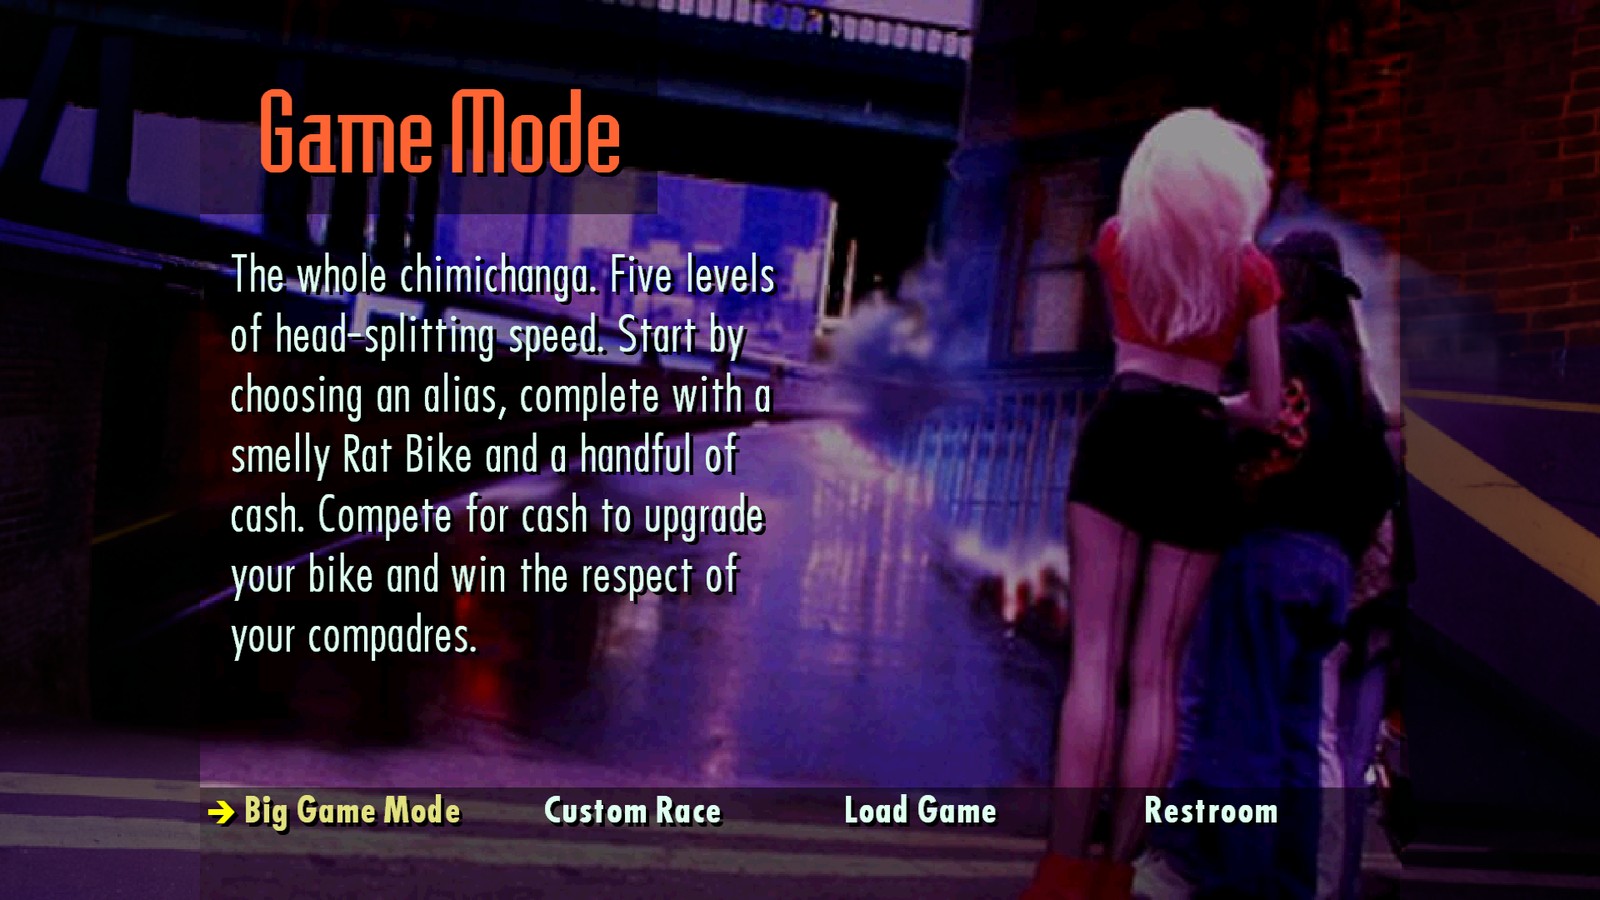 Game Mode
The whole chimichanga. Five levels
of head-splitting speed. Start by
choosing an alias, complete with a
smelly Rat Bike and a handful of
cash. Compete for cash to upgrade
your bike and win the respect of
your compadres.
Big Game Mode Custom Race Load Game Restroom